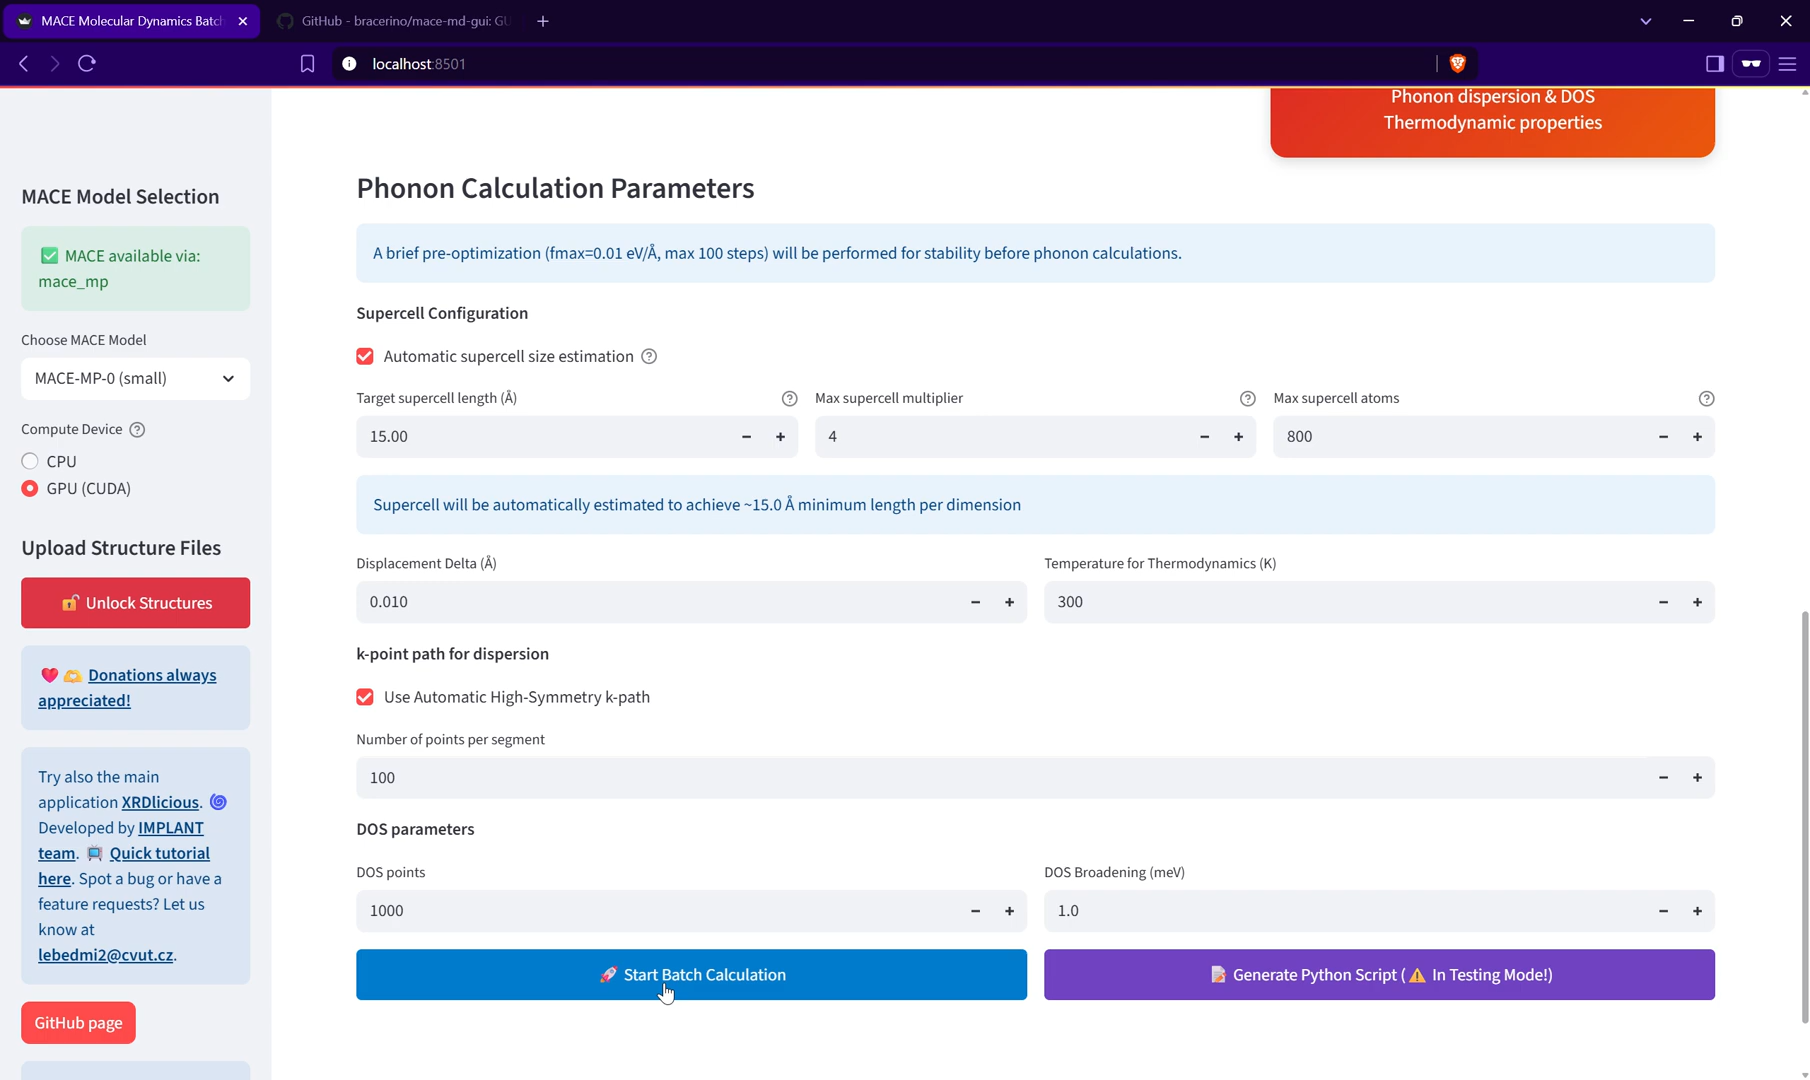 MACE Molecular Dynamics Batch
GitHub - bracerino/mace-md-gui: GU
localhost:8501
MACE Model Selection
✅ MACE available via:
mace_mp
Choose MACE Model
MACE-MP-0 (small)
Compute Device
CPU
GPU (CUDA)
Upload Structure Files
🔓 Unlock Structures
❤️ 🫶 Donations always
appreciated!
Try also the main
application XRDlicious. 🌀
Developed by IMPLANT
team. 📺 Quick tutorial
here. Spot a bug or have a
feature requests? Let us
know at
lebedmi2@cvut.cz.
GitHub page
Phonon dispersion & DOS
Thermodynamic properties
Phonon Calculation Parameters
A brief pre-optimization (fmax=0.01 eV/Å, max 100 steps) will be performed for stability before phonon calculations.
Supercell Configuration
Automatic supercell size estimation
Target supercell length (Å)
15.00
Max supercell multiplier
4
Max supercell atoms
800
Supercell will be automatically estimated to achieve ~15.0 Å minimum length per dimension
Displacement Delta (Å)
0.010
Temperature for Thermodynamics (K)
300
k-point path for dispersion
Use Automatic High-Symmetry k-path
Number of points per segment
100
DOS parameters
DOS points
1000
DOS Broadening (meV)
1.0
🚀 Start Batch Calculation
📝 Generate Python Script (⚠️ In Testing Mode!)